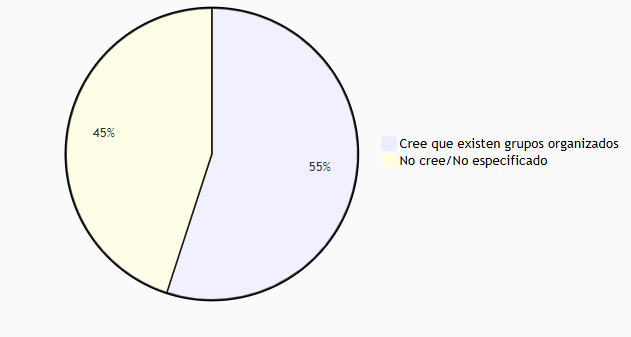 45%
55%
Cree que existen grupos organizados
No cree/No especificado